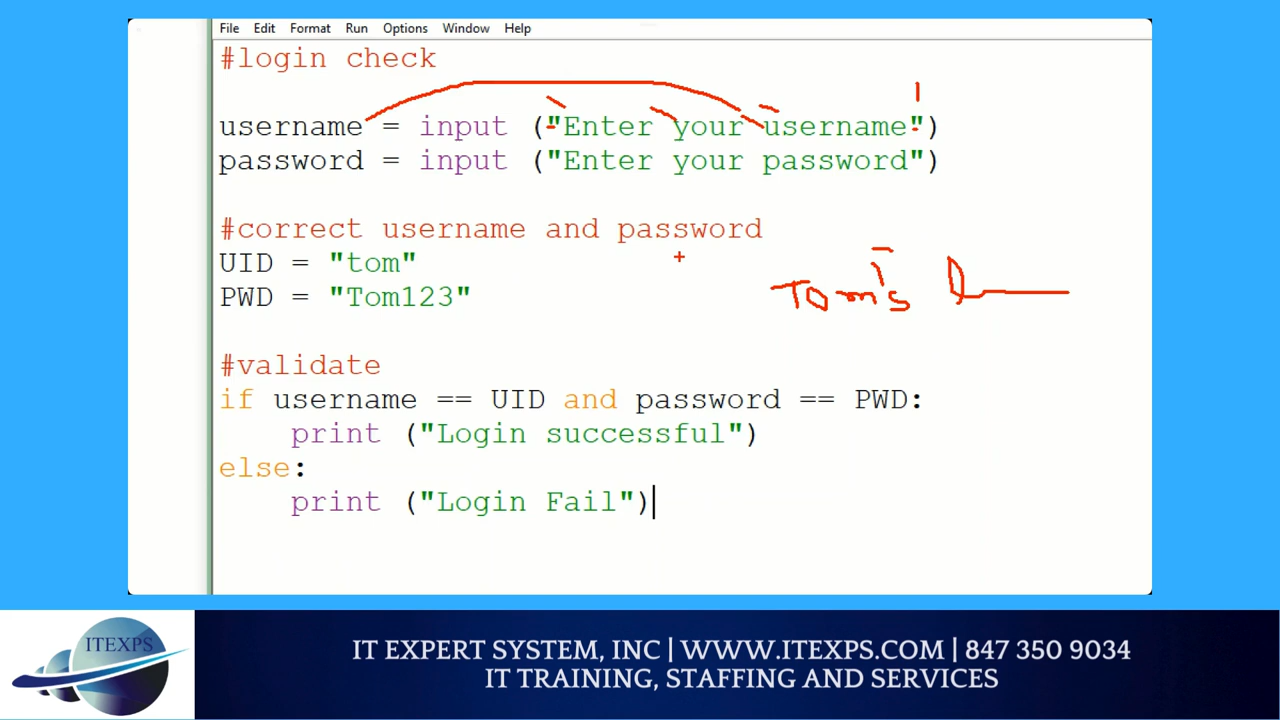 File Edit Format Run Options Window Help
#login check
username = input ("Enter your username")
password = input ("Enter your password")
#correct username and password
UID = "tom"
PWD = "Tom123"
Tom's
#validate
if username == UID and password == PWD:
    print ("Login successful")
else:
    print ("Login Fail")
ITEXPS
IT EXPERT SYSTEM, INC | WWW.ITEXPS.COM | 847 350 9034
IT TRAINING, STAFFING AND SERVICES